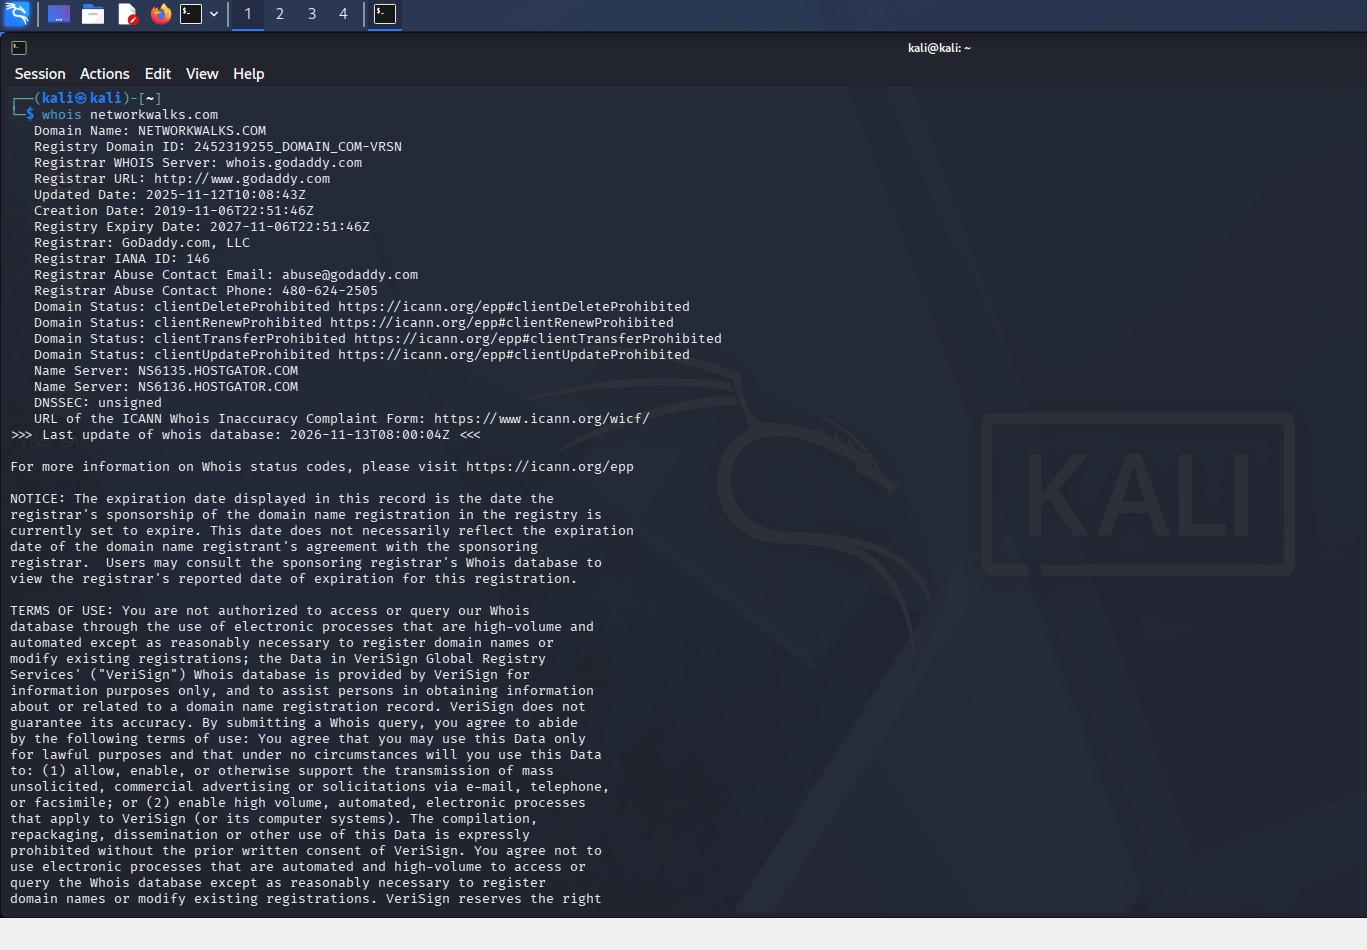 1 2 3 4
kali@kali: ~
Session Actions Edit View Help
┌──(kali㉿kali)-[~]
└─$ whois networkwalks.com
Domain Name: NETWORKWALKS.COM
Registry Domain ID: 2452319255_DOMAIN_COM-VRSN
Registrar WHOIS Server: whois.godaddy.com
Registrar URL: http://www.godaddy.com
Updated Date: 2025-11-12T10:08:43Z
Creation Date: 2019-11-06T22:51:46Z
Registry Expiry Date: 2027-11-06T22:51:46Z
Registrar: GoDaddy.com, LLC
Registrar IANA ID: 146
Registrar Abuse Contact Email: abuse@godaddy.com
Registrar Abuse Contact Phone: 480-624-2505
Domain Status: clientDeleteProhibited https://icann.org/epp#clientDeleteProhibited
Domain Status: clientRenewProhibited https://icann.org/epp#clientRenewProhibited
Domain Status: clientTransferProhibited https://icann.org/epp#clientTransferProhibited
Domain Status: clientUpdateProhibited https://icann.org/epp#clientUpdateProhibited
Name Server: NS6135.HOSTGATOR.COM
Name Server: NS6136.HOSTGATOR.COM
DNSSEC: unsigned
URL of the ICANN Whois Inaccuracy Complaint Form: https://www.icann.org/wicf/
>>> Last update of whois database: 2026-11-13T08:00:04Z <<<
For more information on Whois status codes, please visit https://icann.org/epp
NOTICE: The expiration date displayed in this record is the date the
registrar's sponsorship of the domain name registration in the registry is
currently set to expire. This date does not necessarily reflect the expiration
date of the domain name registrant's agreement with the sponsoring
registrar.  Users may consult the sponsoring registrar's Whois database to
view the registrar's reported date of expiration for this registration.
TERMS OF USE: You are not authorized to access or query our Whois
database through the use of electronic processes that are high-volume and
automated except as reasonably necessary to register domain names or
modify existing registrations; the Data in VeriSign Global Registry
Services' ("VeriSign") Whois database is provided by VeriSign for
information purposes only, and to assist persons in obtaining information
about or related to a domain name registration record. VeriSign does not
guarantee its accuracy. By submitting a Whois query, you agree to abide
by the following terms of use: You agree that you may use this Data only
for lawful purposes and that under no circumstances will you use this Data
to: (1) allow, enable, or otherwise support the transmission of mass
unsolicited, commercial advertising or solicitations via e-mail, telephone,
or facsimile; or (2) enable high volume, automated, electronic processes
that apply to VeriSign (or its computer systems). The compilation,
repackaging, dissemination or other use of this Data is expressly
prohibited without the prior written consent of VeriSign. You agree not to
use electronic processes that are automated and high-volume to access or
query the Whois database except as reasonably necessary to register
domain names or modify existing registrations. VeriSign reserves the right
KALI